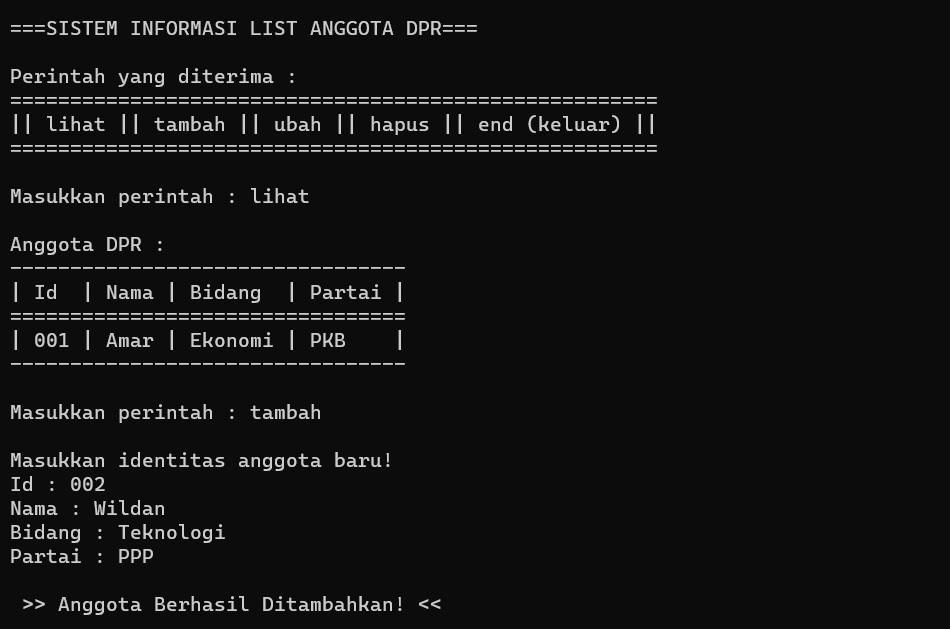 ===SISTEM INFORMASI LIST ANGGOTA DPR===
Perintah yang diterima :
======================================================
|| lihat || tambah || ubah || hapus || end (keluar) ||
======================================================
Masukkan perintah : lihat
Anggota DPR :
---------------------------------
| Id  | Nama | Bidang  | Partai |
=================================
| 001 | Amar | Ekonomi | PKB    |
---------------------------------
Masukkan perintah : tambah
Masukkan identitas anggota baru!
Id : 002
Nama : Wildan
Bidang : Teknologi
Partai : PPP
 >> Anggota Berhasil Ditambahkan! <<